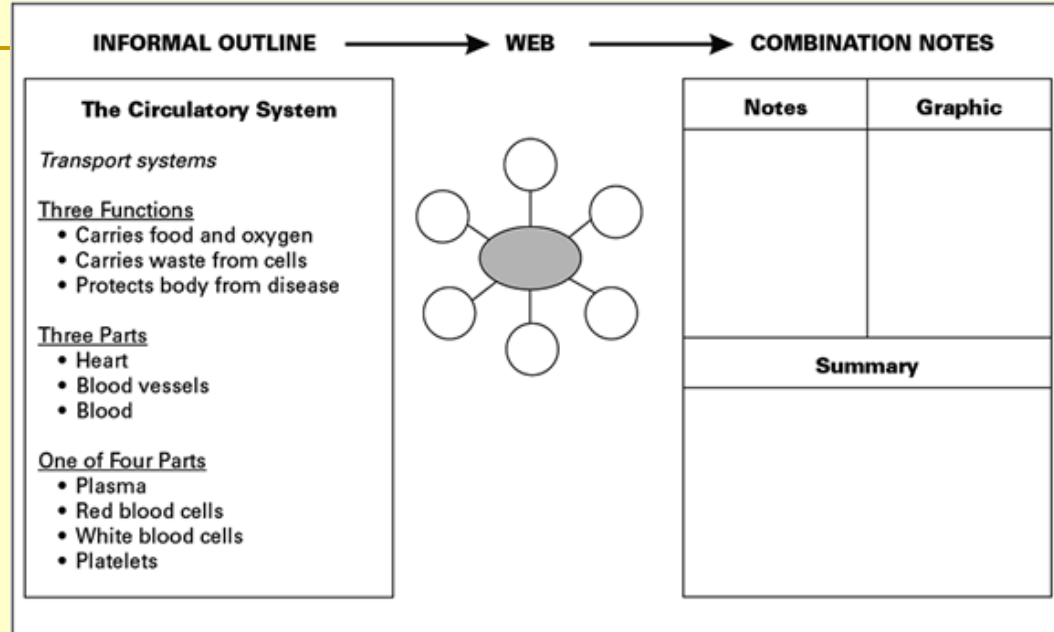 INFORMAL OUTLINE WEB COMBINATION NOTES
The Circulatory System
Transport systems
Three Functions
• Carries food and oxygen
• Carries waste from cells
• Protects body from disease
Three Parts
• Heart
• Blood vessels
• Blood
One of Four Parts
• Plasma
• Red blood cells
• White blood cells
• Platelets
Notes Graphic
Summary